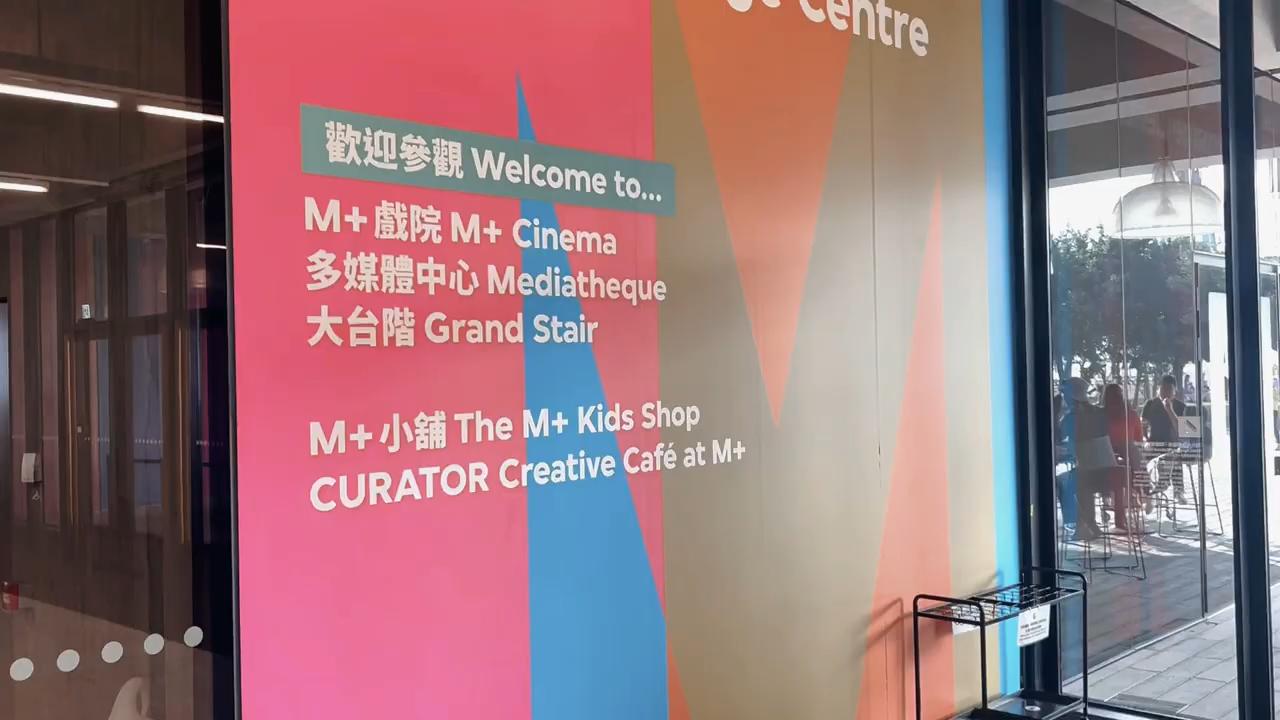 Centre
歡迎參觀 Welcome to...
M+ 戲院 M+ Cinema
多媒體中心 Mediatheque
大台階 Grand Stair
M+ 小舖 The M+ Kids Shop
CURATOR Creative Café at M+